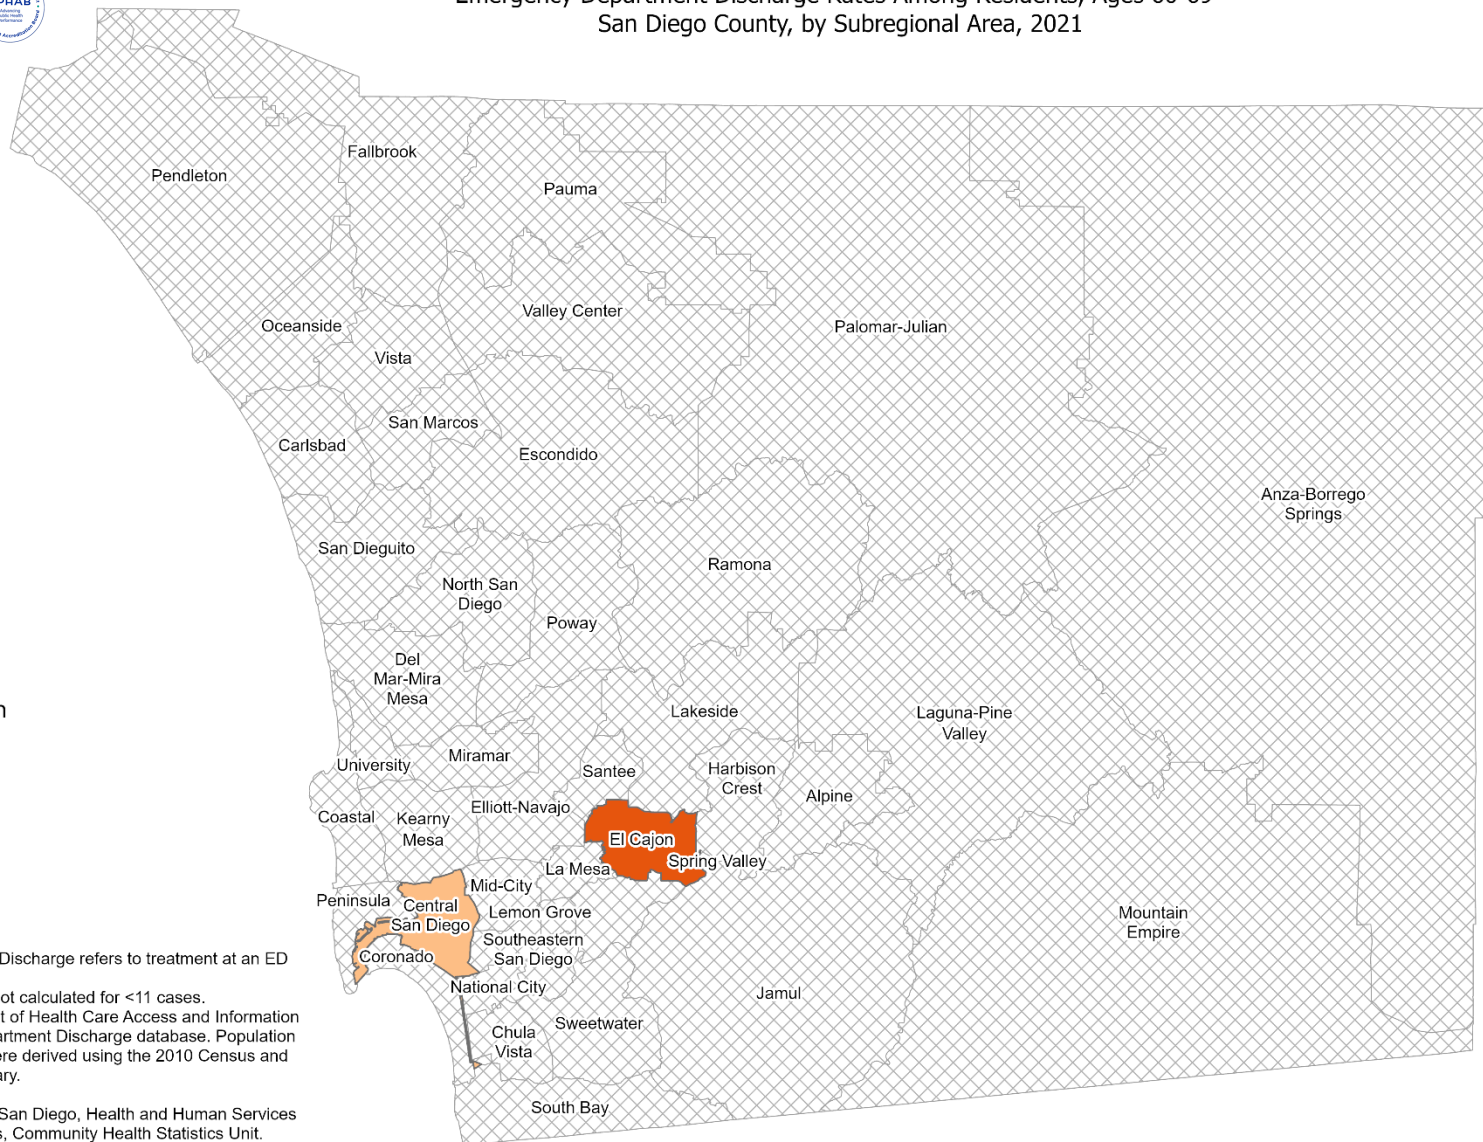 PHAB
Advancing
Public Health
Performance
San Diego County, by Subregional Area, 2021
Fallbrook
Pendleton
Pauma
Valley Center
Oceanside
Palomar-Julian
Vista
San Marcos
Carlsbad
Escondido
Anza-Borrego
Springs
San Dieguito
Ramona
North San
Diego
Poway
Del
Mar-Mira
Mesa
Lakeside
Laguna-Pine
Valley
Miramar
University
Santee
Harbison
Crest
Alpine
Elliott-Navajo
Coastal
Kearny
Mesa
El Cajon
Spring Valley
La Mesa
Mid-City
Peninsula
Central
San Diego
Lemon Grove
Mountain
Empire
Southeastern
San Diego
Coronado
National City
Jamul
Sweetwater
Chula
Vista
South Bay
Discharge refers to treatment at an ED
ot calculated for <11 cases.
t of Health Care Access and Information
artment Discharge database. Population
ere derived using the 2010 Census and
ary.
San Diego, Health and Human Services
s, Community Health Statistics Unit.